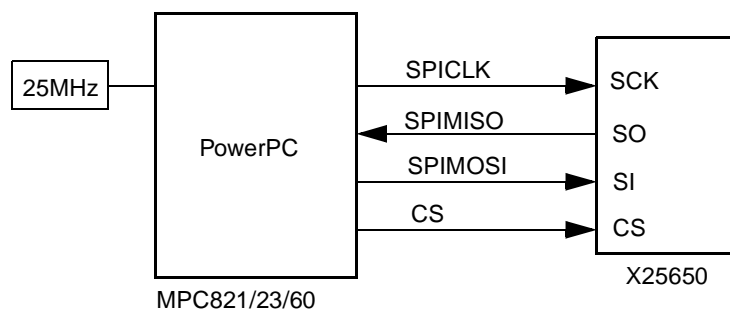 SPICLK
SCK
25MHz
SPIMISO
SO
PowerPC
SPIMOSI
SI
CS
CS
X25650
MPC821/23/60